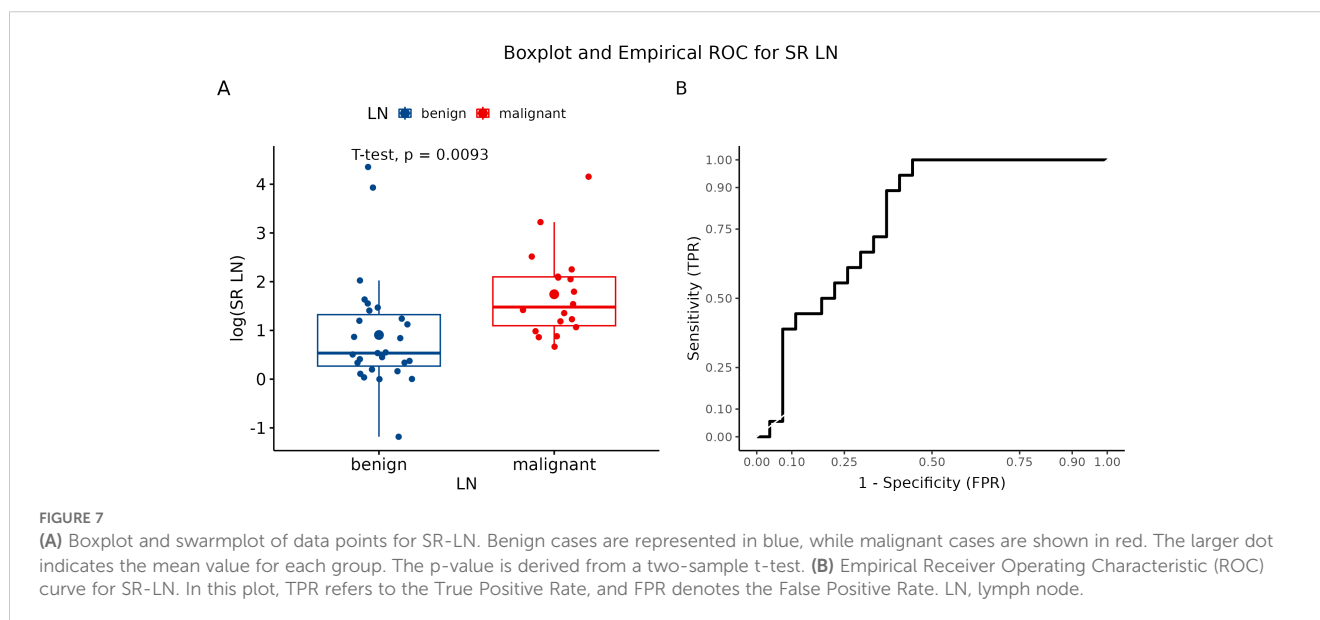 Boxplot and Empirical ROC for SR LN
A
LN benign malignant
T-test, p = 0.0093
log(SR LN)
4
3
2
1
0
-1
benign malignant
LN
B
Sensitivity (TPR)
1.00
0.90
0.75
0.50
0.25
0.10
0.00
0.00 0.10 0.25 0.50 0.75 0.90 1.00
1 - Specificity (FPR)
FIGURE 7
(A) Boxplot and swarmplot of data points for SR-LN. Benign cases are represented in blue, while malignant cases are shown in red. The larger dot
indicates the mean value for each group. The p-value is derived from a two-sample t-test. (B) Empirical Receiver Operating Characteristic (ROC)
curve for SR-LN. In this plot, TPR refers to the True Positive Rate, and FPR denotes the False Positive Rate. LN, lymph node.